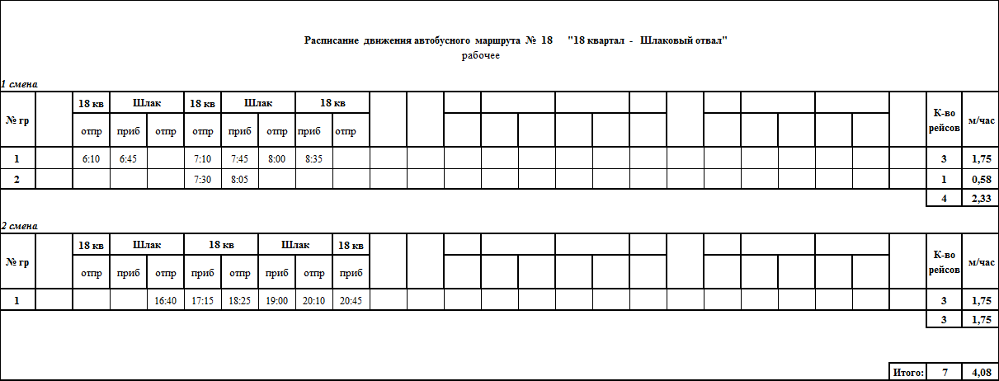 Расписание движения автобусного маршрута № 18 "18 квартал - Шлаковый отвал"
рабочее
1 смена
№ гр 18 кв Шлак 18 кв Шлак 18 кв К-во рейсов м/час
отпр приб отпр отпр приб отпр приб отпр
1 6:10 6:45 7:10 7:45 8:00 8:35 3 1,75
2 7:30 8:05 1 0,58
4 2,33
2 смена
№ гр 18 кв Шлак 18 кв Шлак 18 кв К-во рейсов м/час
отпр приб отпр приб отпр приб отпр приб
1 16:40 17:15 18:25 19:00 20:10 20:45 3 1,75
3 1,75
Итого: 7 4,08